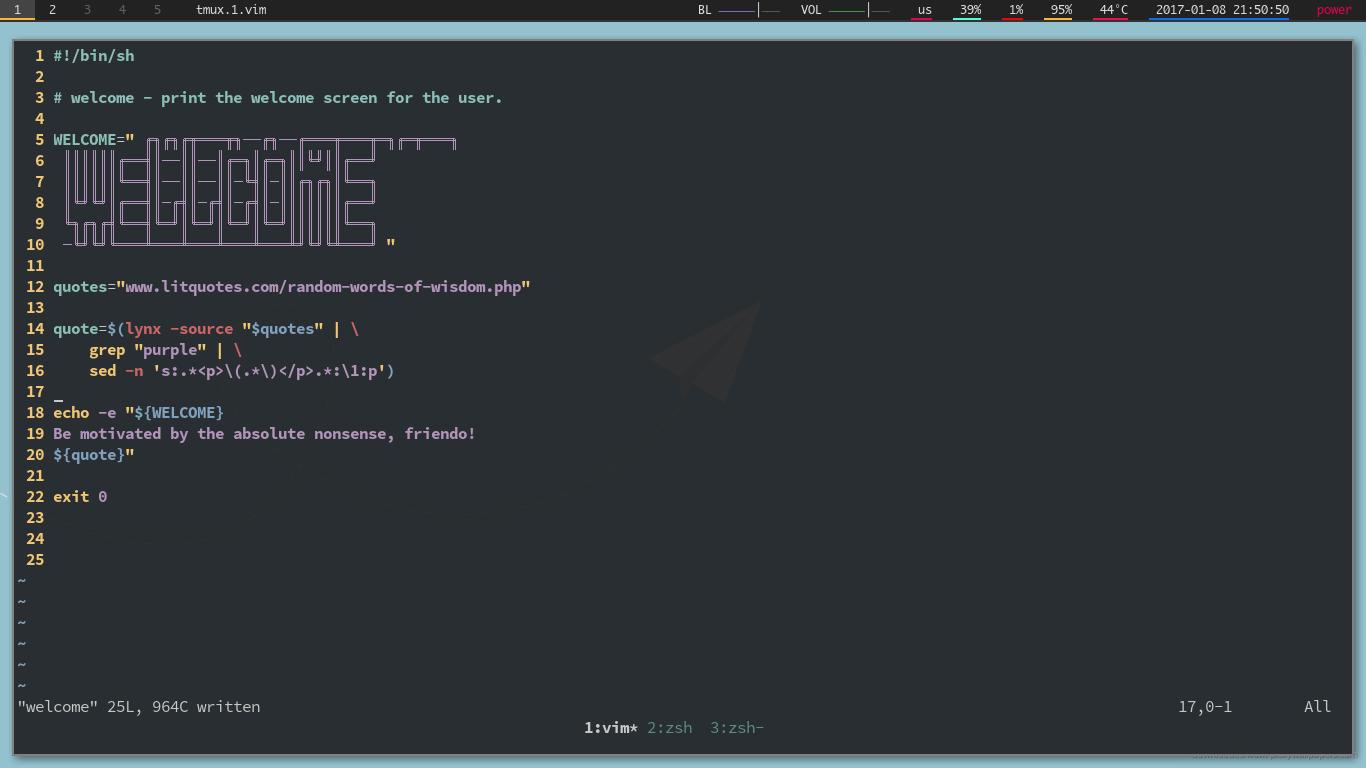 1 2 3 4 5 tmux.1.vim BL VOL us 39% 1% 95% 44°C 2017-01-08 21:50:50 power
1 #!/bin/sh
2
3 # welcome - print the welcome screen for the user.
4
5 WELCOME="
6
7
8
9
10 "
11
12 quotes="www.litquotes.com/random-words-of-wisdom.php"
13
14 quote=$(lynx -source "$quotes" | \
15 grep "purple" | \
16 sed -n 's:.*<p>\(.*\)</p>.*:\1:p')
17
18 echo -e "${WELCOME}
19 Be motivated by the absolute nonsense, friendo!
20 ${quote}"
21
22 exit 0
23
24
25
~
~
~
~
~
~
"welcome" 25L, 964C written 17,0-1 All
1:vim* 2:zsh 3:zsh-